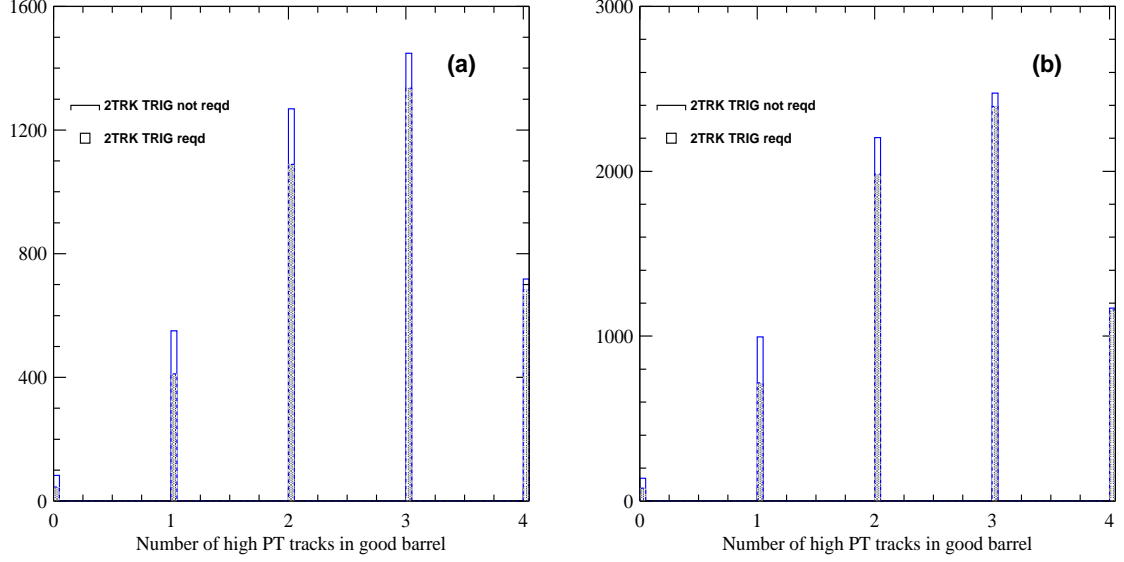 1600
1200
800
400
0
(a)
2TRK TRIG not reqd
2TRK TRIG reqd
0 1 2 3 4
Number of high PT tracks in good barrel
3000
2000
1000
0
(b)
2TRK TRIG not reqd
2TRK TRIG reqd
0 1 2 3 4
Number of high PT tracks in good barrel